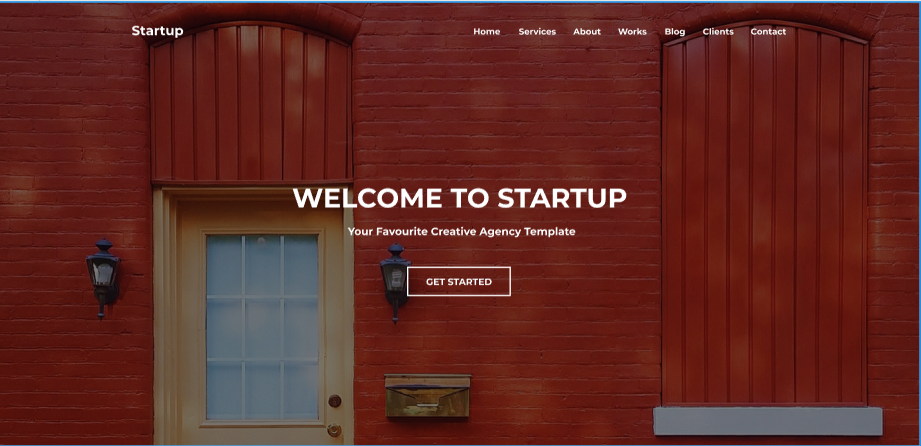 Startup
Home Services About Works Blog Clients Contact
WELCOME TO STARTUP
Your Favourite Creative Agency Template
GET STARTED